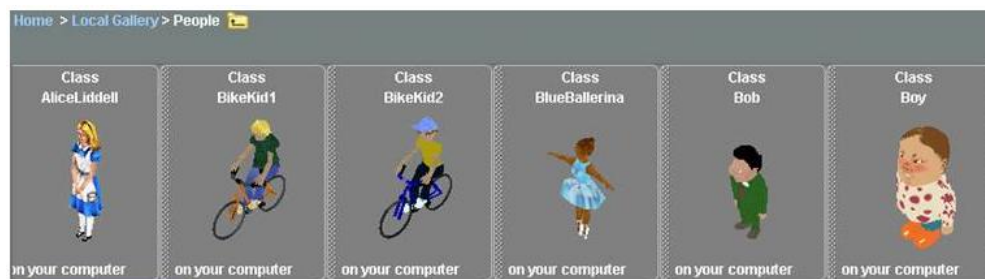 Home > Local Gallery > People
Class
AliceLiddell
on your computer
Class
BikeKid1
on your computer
Class
BikeKid2
on your computer
Class
BlueBallerina
on your computer
Class
Bob
on your computer
Class
Boy
on your computer